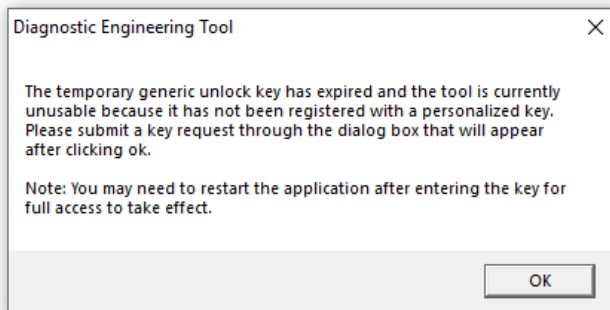 Diagnostic Engineering Tool
The temporary generic unlock key has expired and the tool is currently
unusable because it has not been registered with a personalized key.
Please submit a key request through the dialog box that will appear
after clicking ok.
Note: You may need to restart the application after entering the key for
full access to take effect.
OK